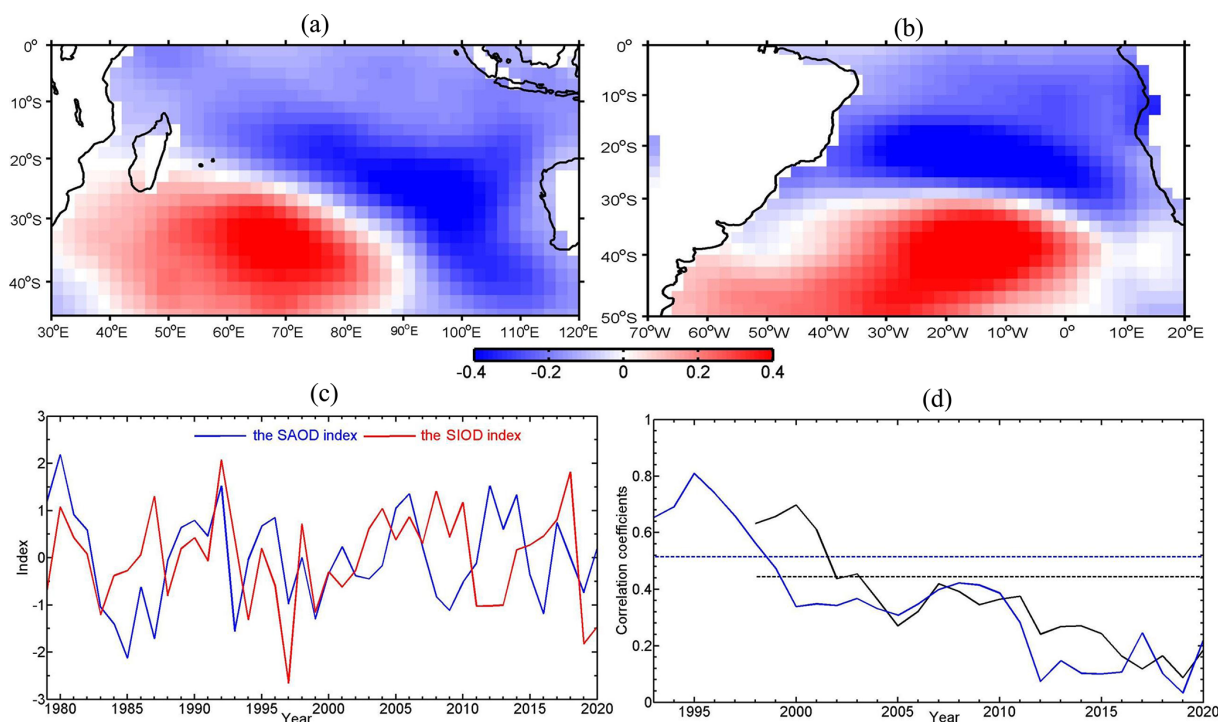 (a) (b)
0° 0°
10°S 10°S
20°S 20°S
30°S 30°S
40°S 40°S
50°S
30°E 40°E 50°E 60°E 70°E 80°E 90°E 100°E 110°E 120°E
70°W 60°W 50°W 40°W 30°W 20°W 10°W 0° 10°E 20°E
-0.4 -0.2 0 0.2 0.4
(c) (d)
3
2
1
0
-1
-2
-3
Index
the SAOD index the SIOD index
1980 1985 1990 1995 2000 2005 2010 2015 2020
Year
1
0.8
0.6
0.4
0.2
0
Correlation coefficients
1995 2000 2005 2010 2015 2020
Year